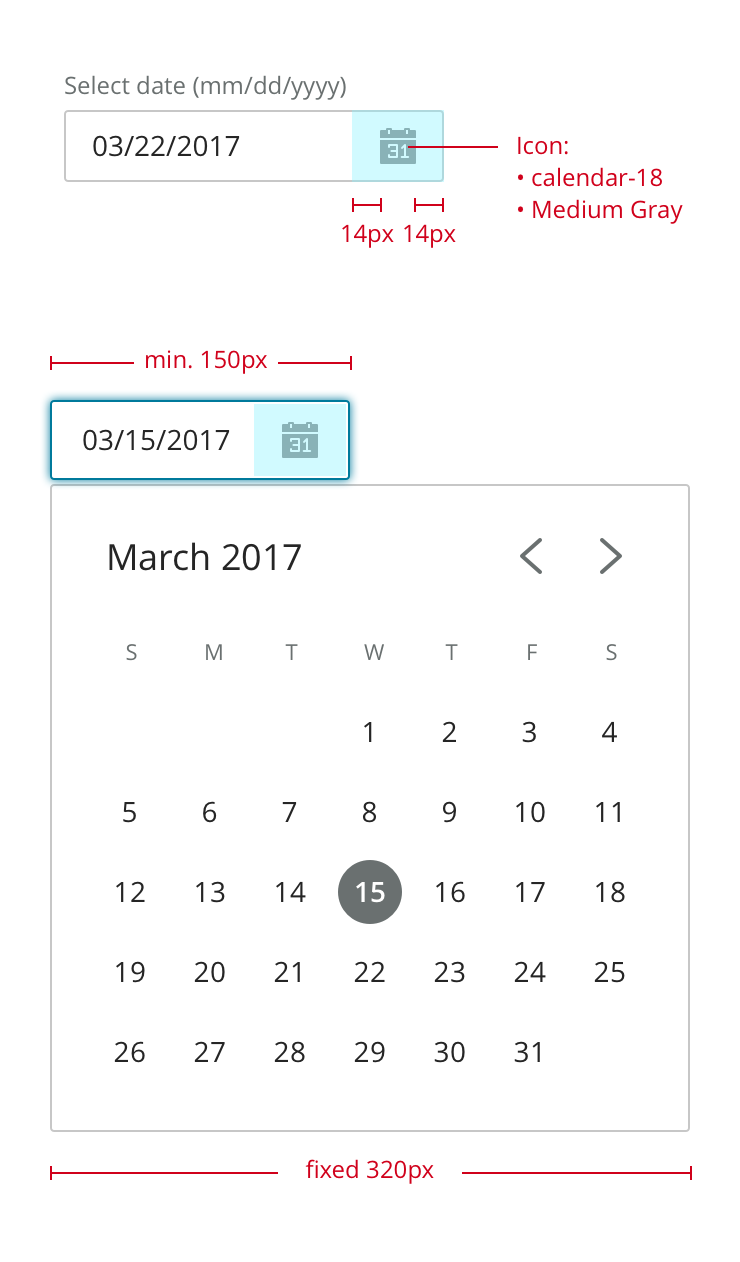 Select date (mm/dd/yyyy)
03/22/2017
31
Icon:
• calendar-18
• Medium Gray
14px 14px
min. 150px
03/15/2017
31
March 2017
S M T W T F S
1 2 3 4
5 6 7 8 9 10 11
12 13 14 15 16 17 18
19 20 21 22 23 24 25
26 27 28 29 30 31
fixed 320px